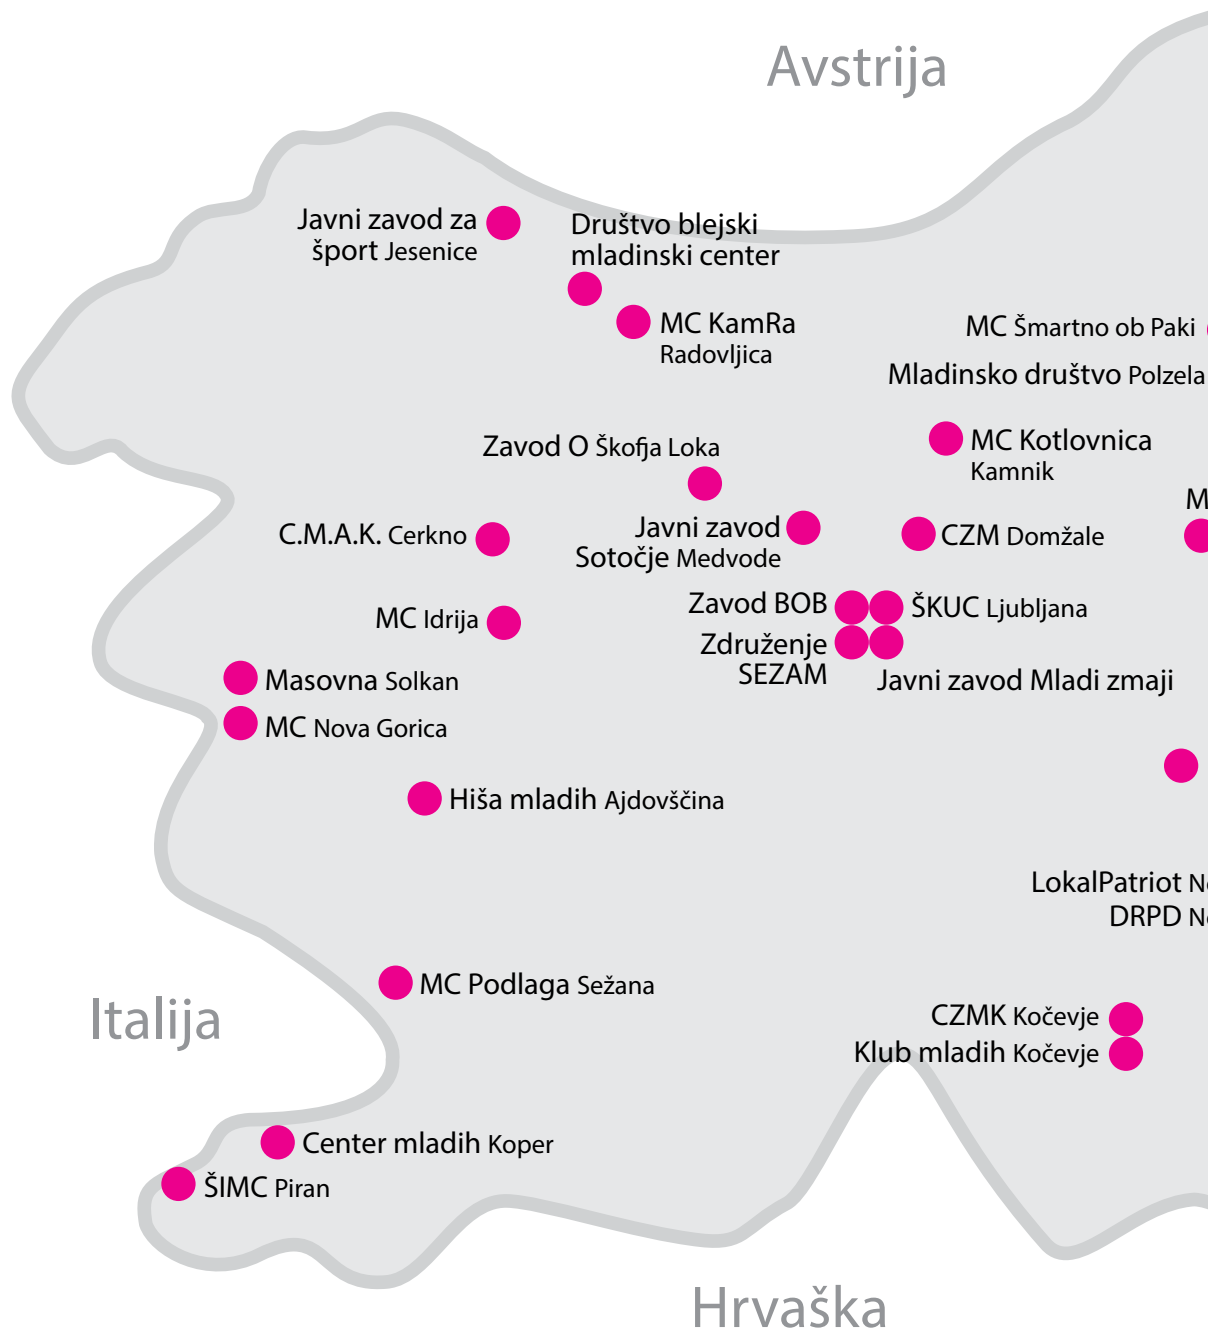 Avstrija
Javni zavod za
šport Jesenice
Društvo blejski
mladinski center
MC KamRa
Radovljica
MC Šmartno ob Paki
Mladinsko društvo Polzela
MC Kotlovnica
Kamnik
Zavod O Škofja Loka
C.M.A.K. Cerkno
Javni zavod
Sotočje Medvode
CZM Domžale
MC Idrija
Zavod BOB
ŠKUC Ljubljana
Združenje
SEZAM
Javni zavod Mladi zmaji
Masovna Solkan
MC Nova Gorica
Hiša mladih Ajdovščina
LokalPatriot
DRPD
MC Podlaga Sežana
Italija
CZMK Kočevje
Klub mladih Kočevje
Center mladih Koper
ŠIMC Piran
Hrvaška